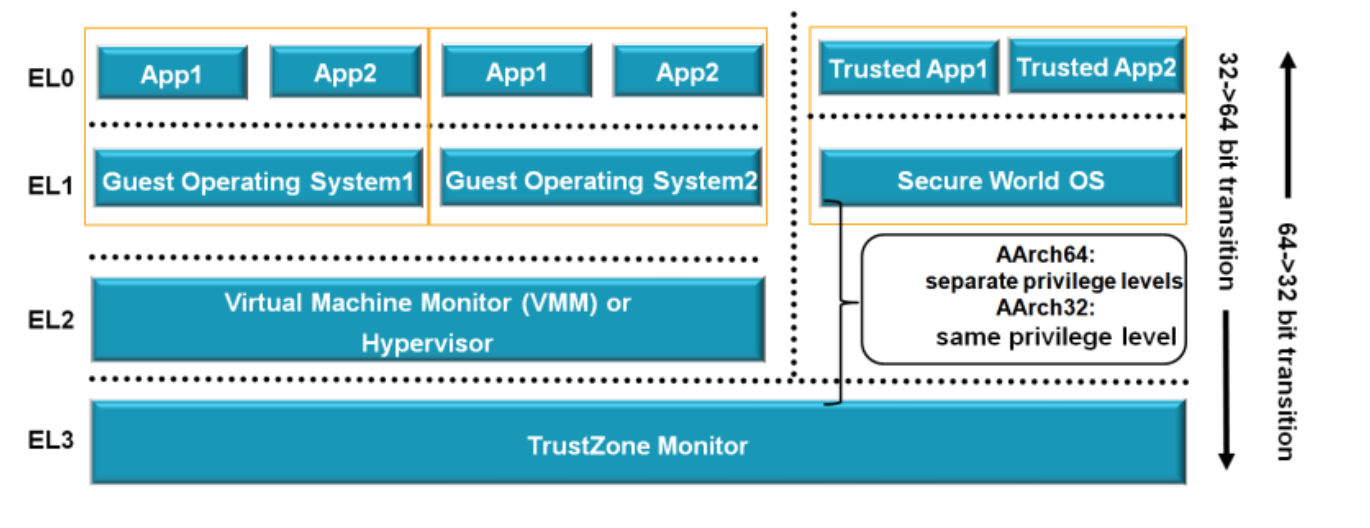 EL0
App1
App2
App1
App2
Trusted App1
Trusted App2
EL1
Guest Operating System1
Guest Operating System2
Secure World OS
AArch64:
separate privilege levels
AArch32:
same privilege level
EL2
Virtual Machine Monitor (VMM) or
Hypervisor
EL3
TrustZone Monitor
32->64 bit transition
64->32 bit transition